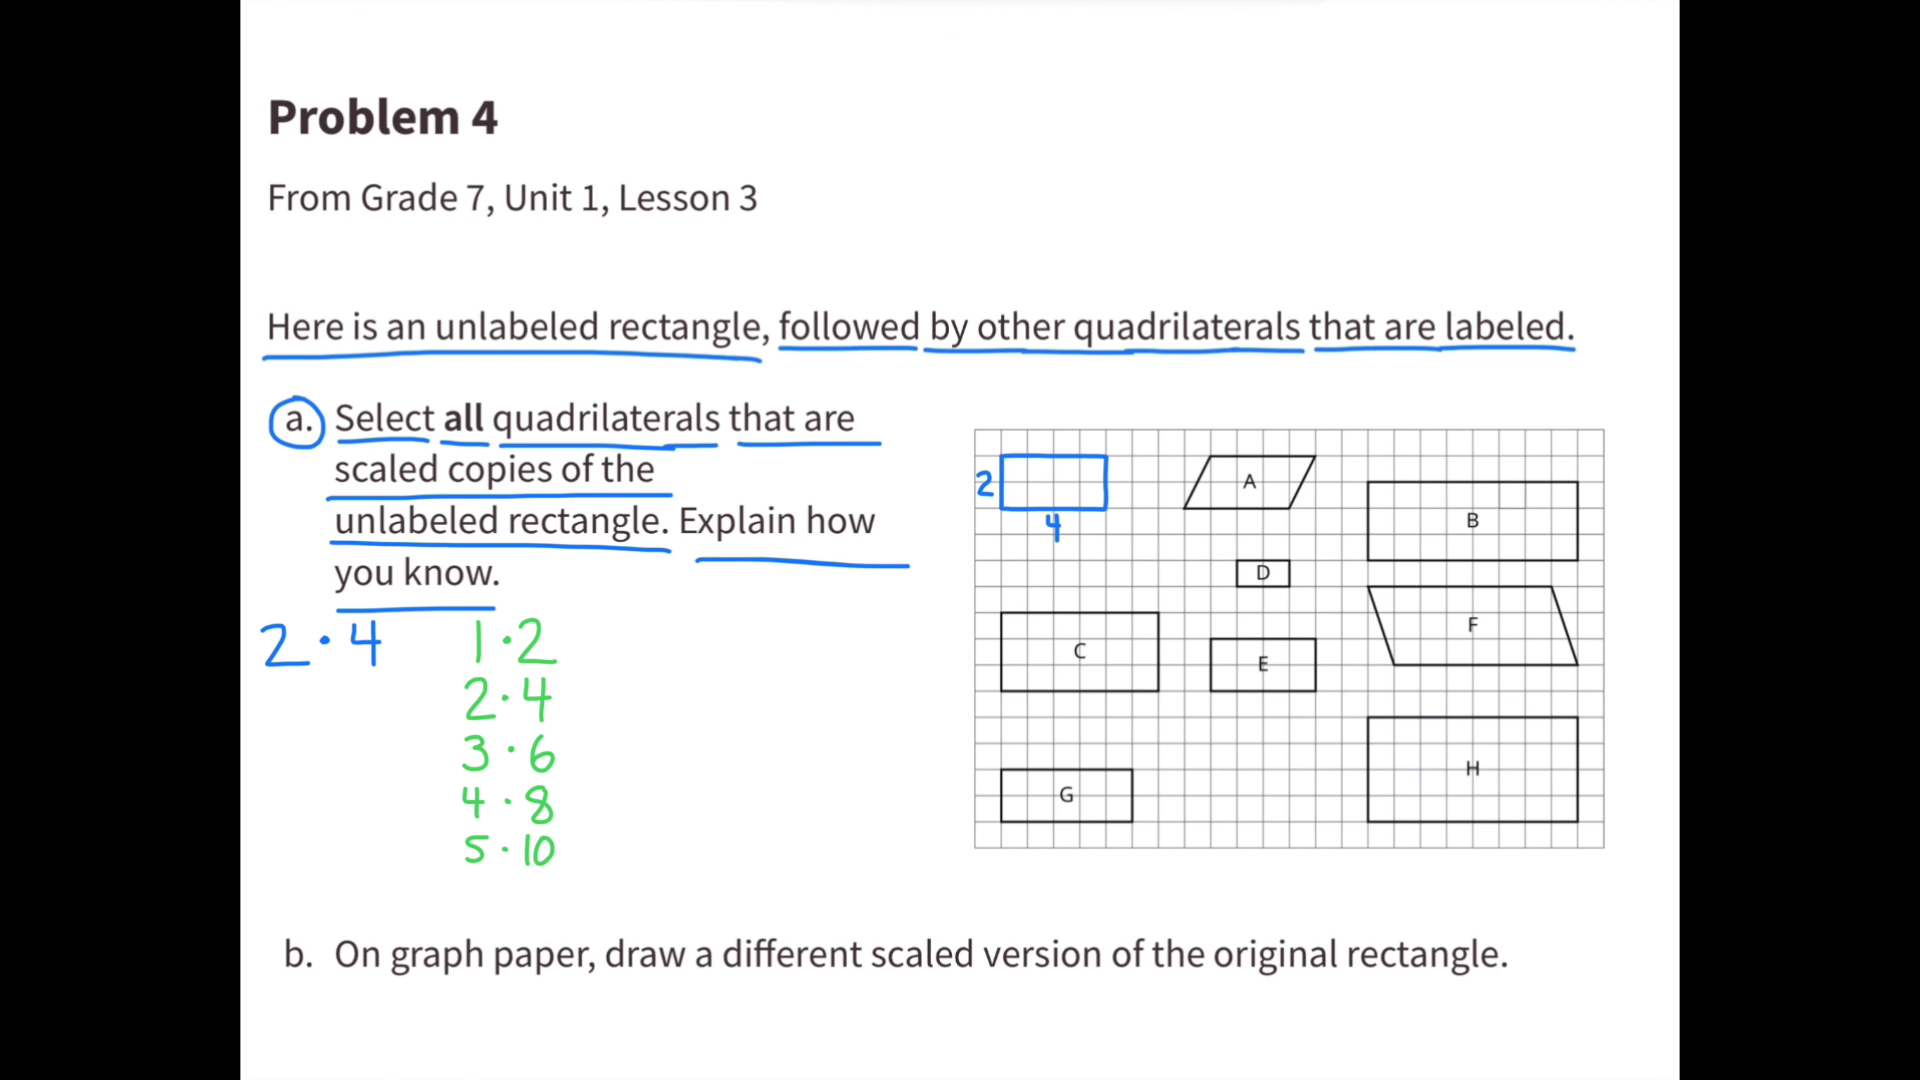 Problem 4
From Grade 7, Unit 1, Lesson 3
Here is an unlabeled rectangle, followed by other quadrilaterals that are labeled.
a. Select all quadrilaterals that are
scaled copies of the
unlabeled rectangle. Explain how
you know.
2 · 4
1 · 2
2 · 4
3 · 6
4 · 8
5 · 10
2
4
A
B
D
C
E
F
G
H
b. On graph paper, draw a different scaled version of the original rectangle.